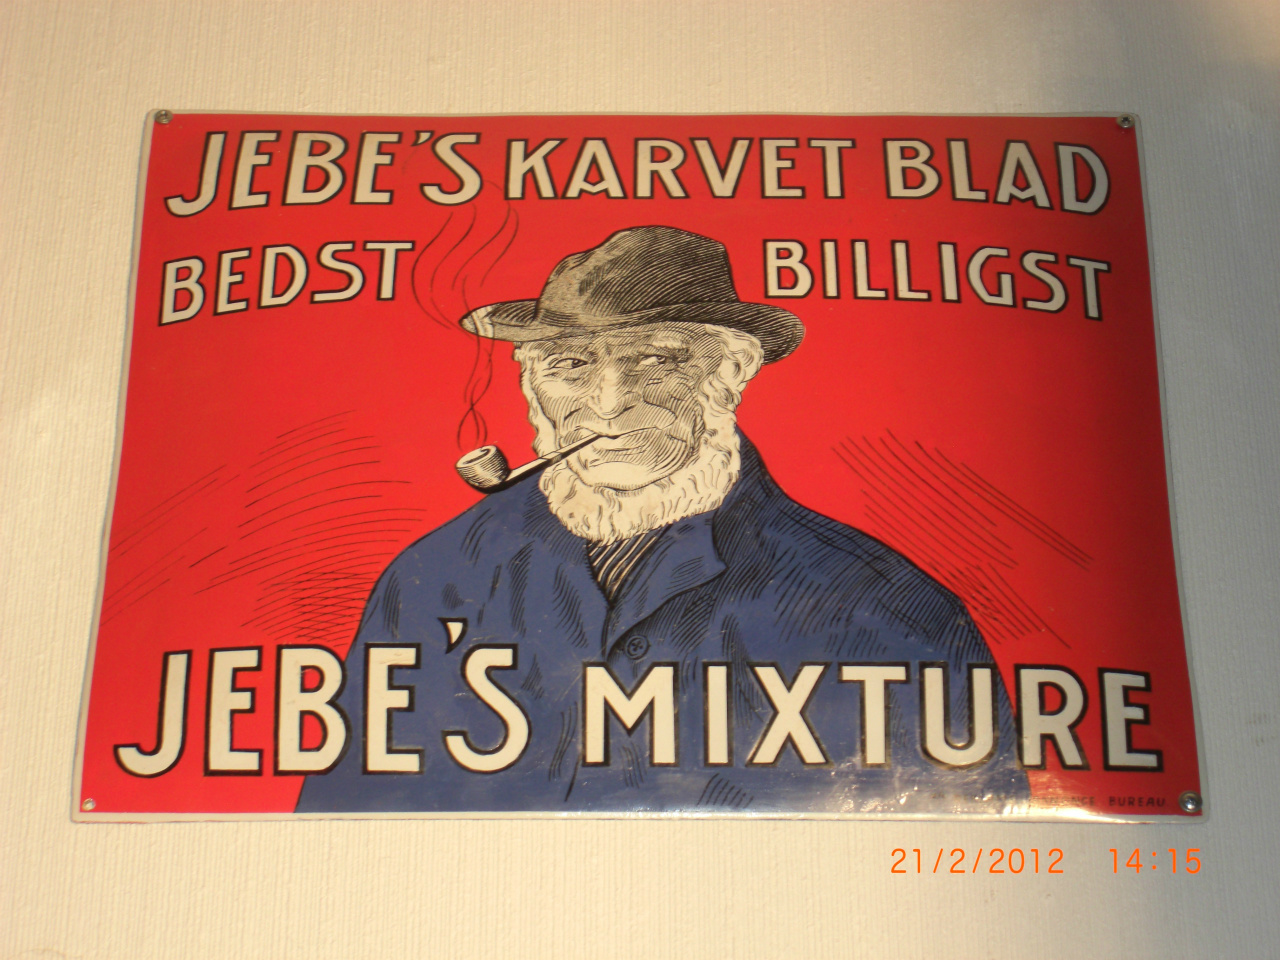 JEBE'S KARVET BLAD
BEDST BILLIGST
JEBE'S MIXTURE
BUREAU
21/2/2012 14:15